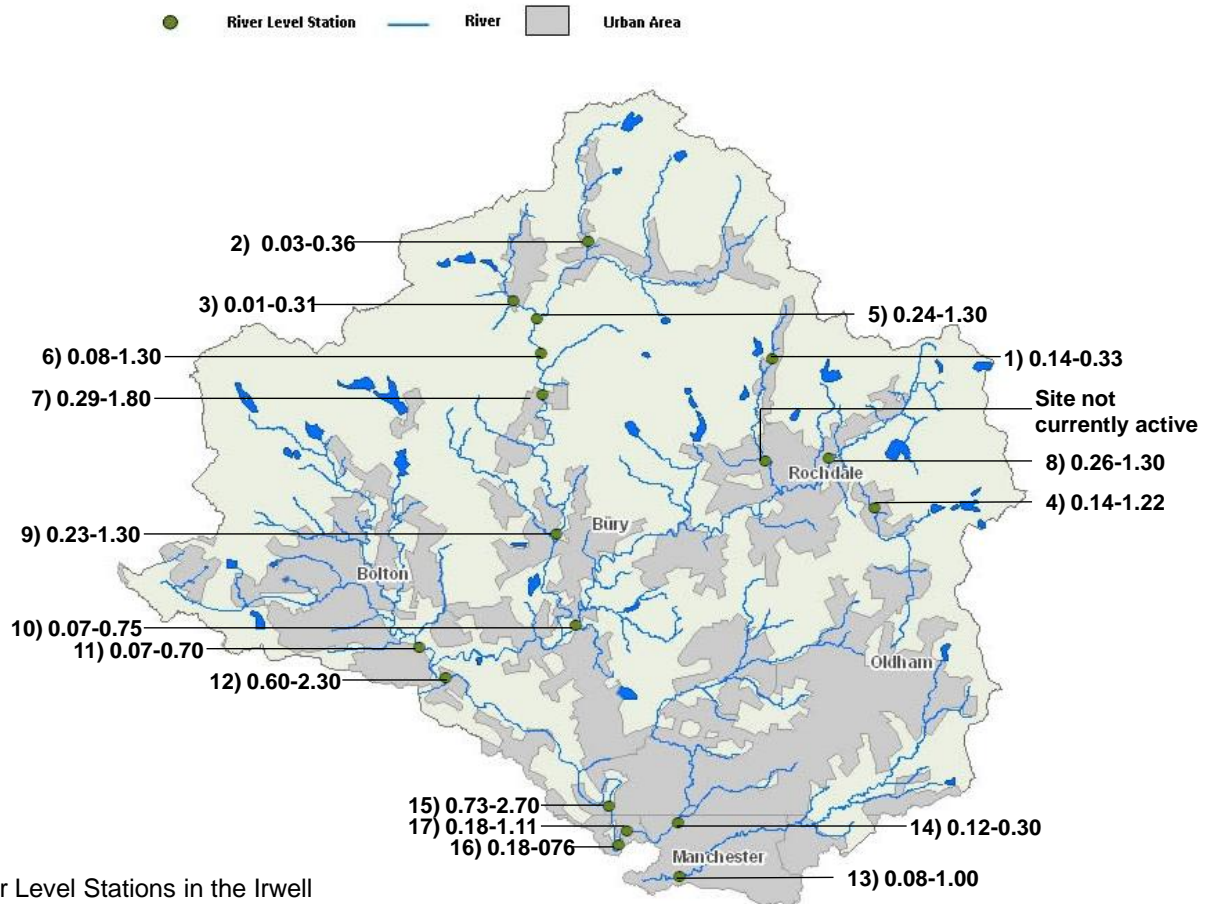 River Level Station River Urban Area
2) 0.03-0.36
3) 0.01-0.31
5) 0.24-1.30
6) 0.08-1.30
1) 0.14-0.33
7) 0.29-1.80
Site not
currently active
Rochdale
8) 0.26-1.30
4) 0.14-1.22
Bury
9) 0.23-1.30
Bolton
10) 0.07-0.75
11) 0.07-0.70
Oldham
12) 0.60-2.30
15) 0.73-2.70
17) 0.18-1.11
14) 0.12-0.30
16) 0.18-076
Manchester
13) 0.08-1.00
r Level Stations in the Irwell